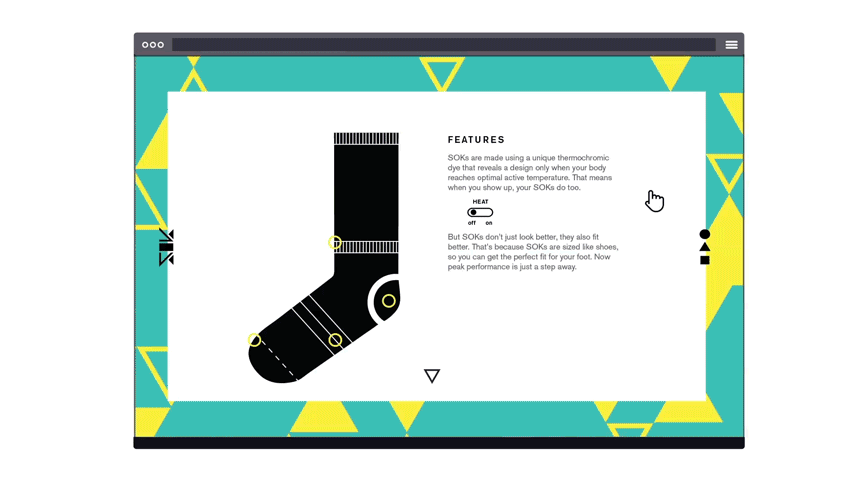 FEATURES
SOKs are made using a unique thermochromic
dye that reveals a design only when your body
reaches optimal active temperature. That means
when you show up, your SOKs do too.
HEAT
off on
But SOKs don't just look better, they also fit
better. That's because SOKs are sized like shoes,
so you can get the perfect fit for your foot. Now
peak performance is just a step away.